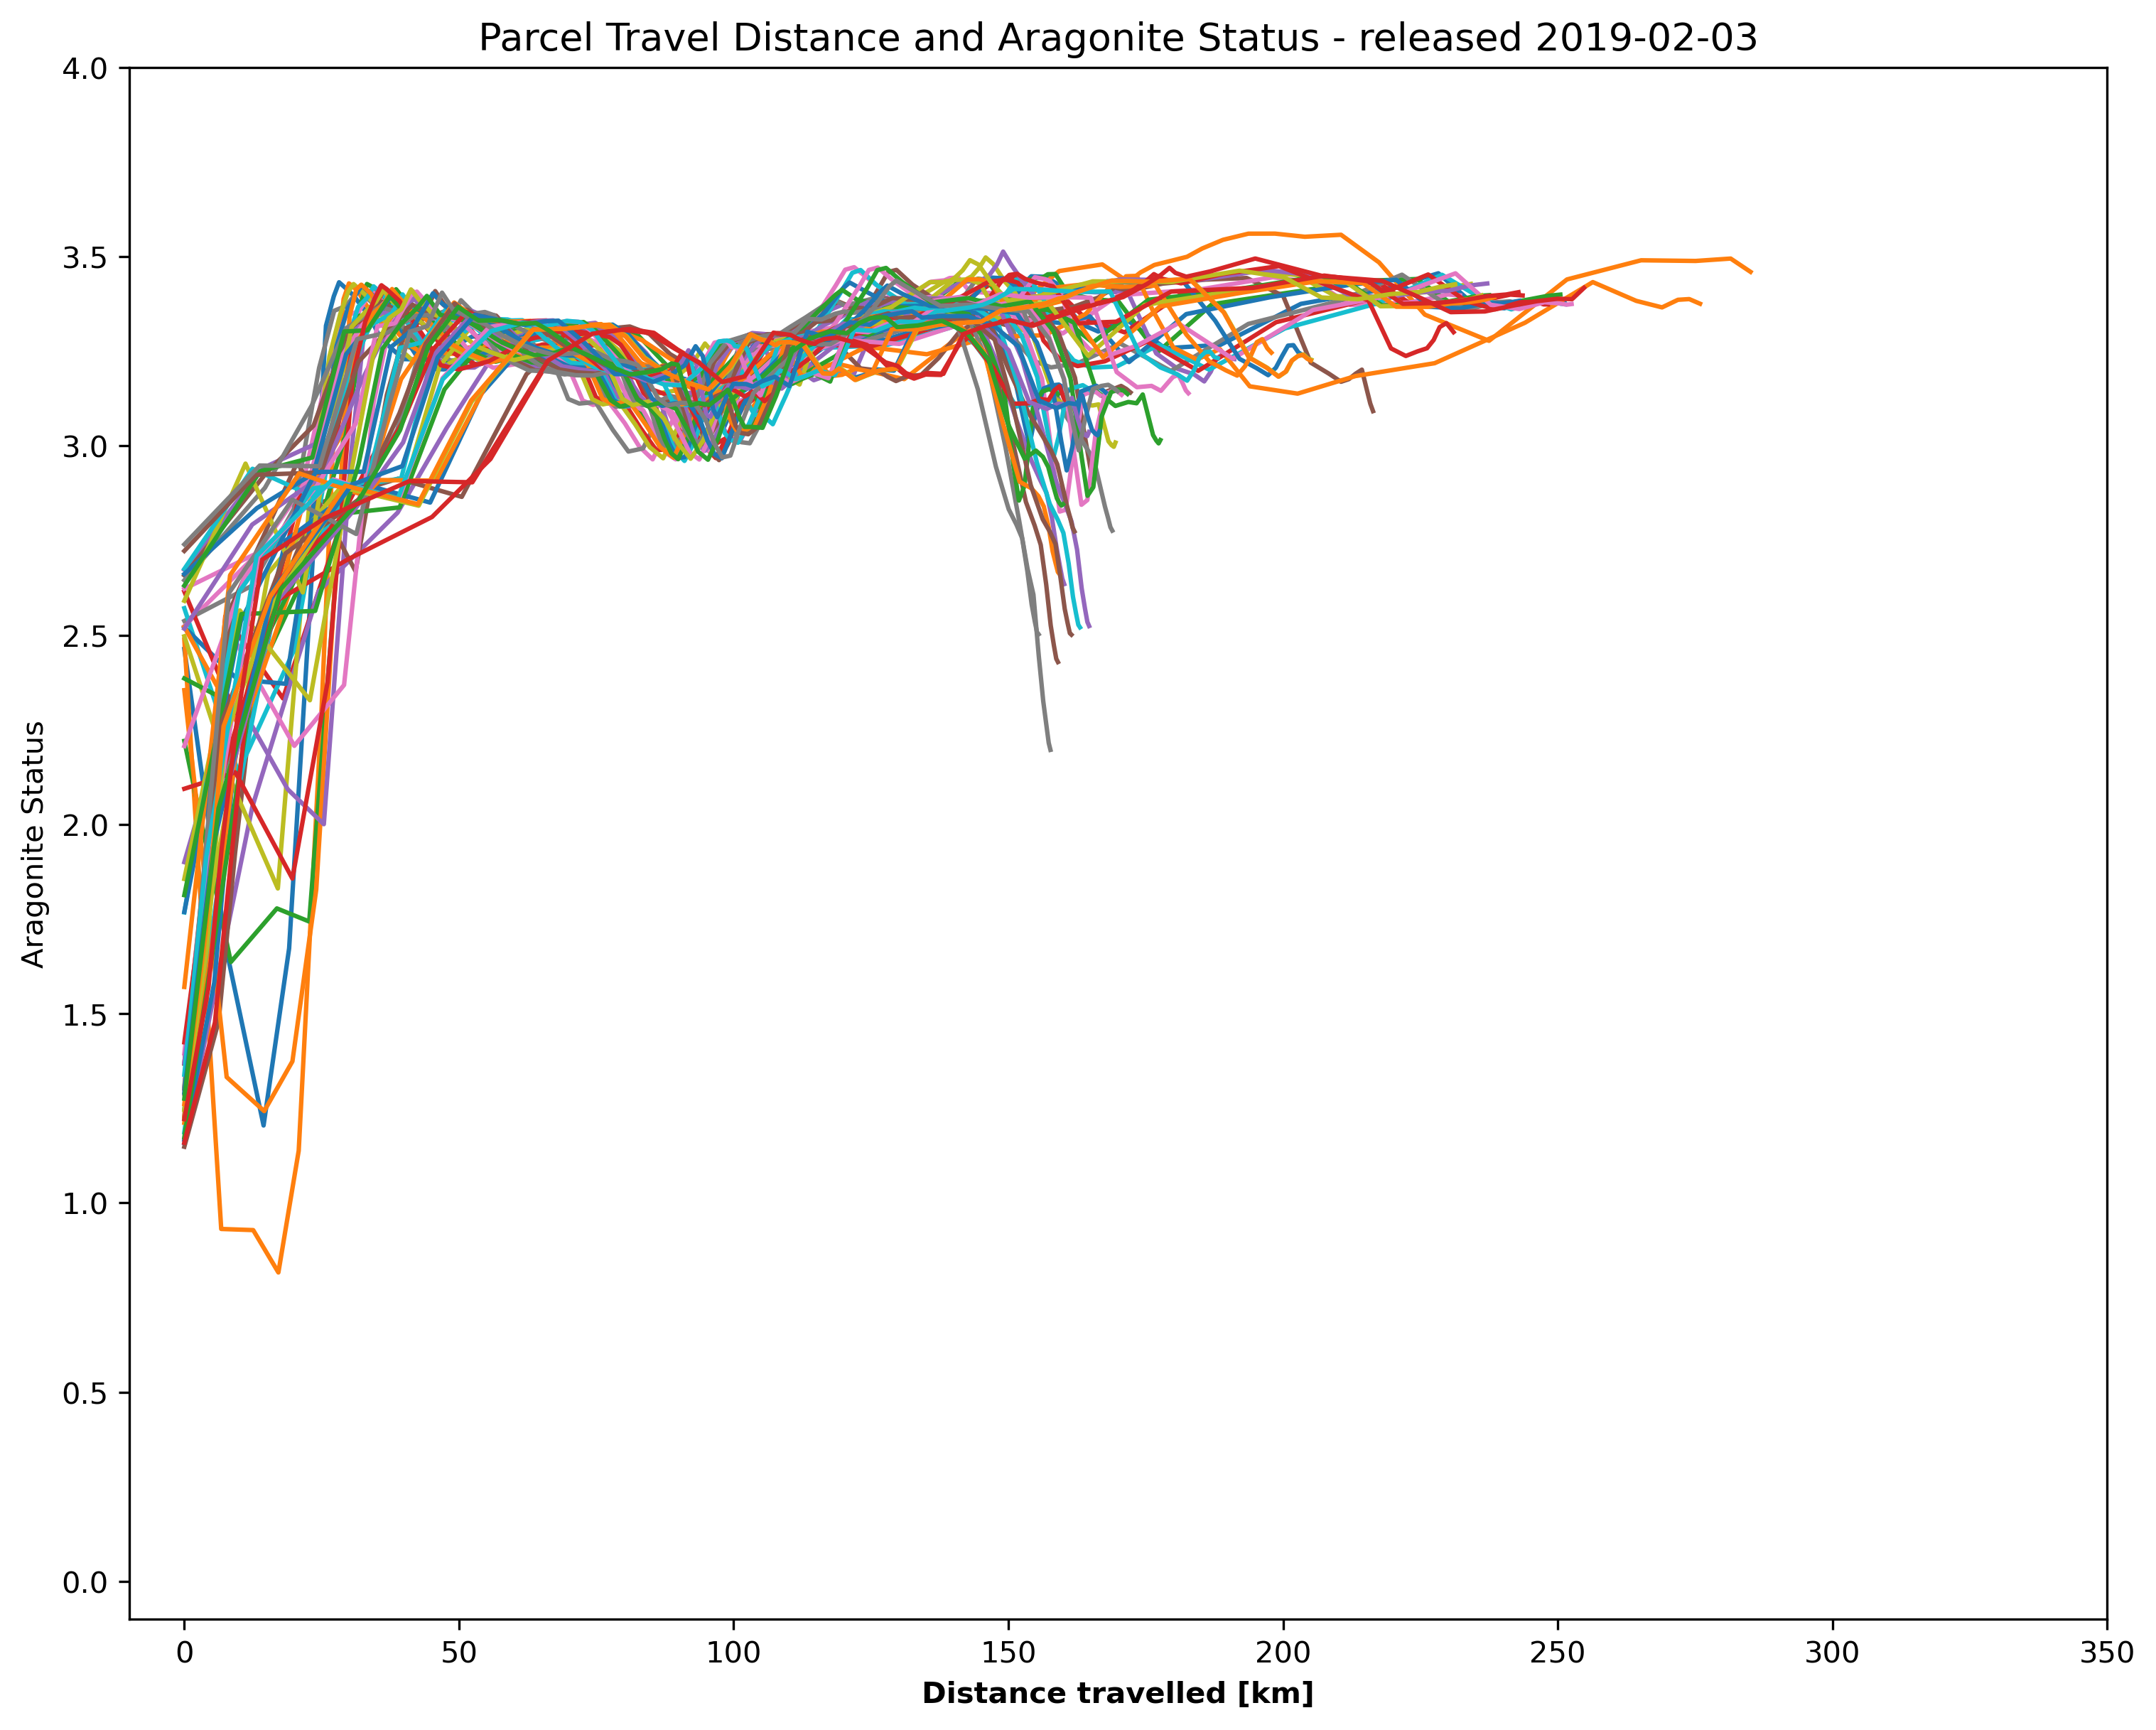 Parcel Travel Distance and Aragonite Status - released 2019-02-03
4.0
3.5
3.0
2.5
2.0
1.5
1.0
0.5
0.0
Aragonite Status
0 50 100 150 200 250 300 350
Distance travelled [km]